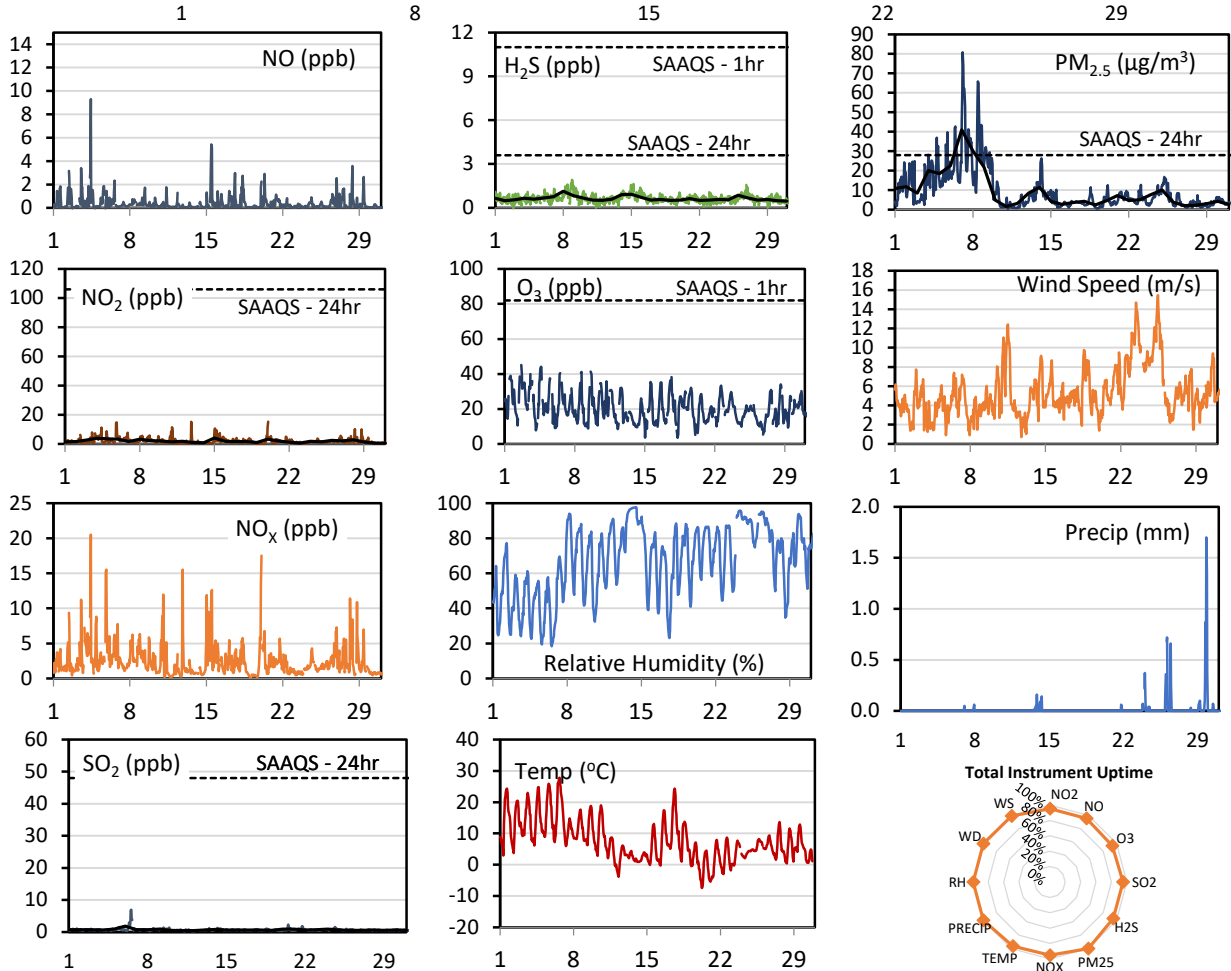 1 8 15 22 29
NO (ppb)
14
12
10
8
6
4
2
0
1 8 15 22 29
H₂S (ppb)
SAAQS - 1hr
SAAQS - 24hr
12
9
6
3
0
1 8 15 22 29
PM₂.₅ (µg/m³)
SAAQS - 24hr
90
80
70
60
50
40
30
20
10
0
1 8 15 22 29
NO₂ (ppb)
SAAQS - 24hr
120
100
80
60
40
20
0
1 8 15 22 29
O₃ (ppb)
SAAQS - 1hr
100
80
60
40
20
0
1 8 15 22 29
Wind Speed (m/s)
18
16
14
12
10
8
6
4
2
0
1 8 15 22 29
NOX (ppb)
25
20
15
10
5
0
1 8 15 22 29
100
80
60
40
20
0
Relative Humidity (%)
1 8 15 22 29
Precip (mm)
2.0
1.5
1.0
0.5
0.0
1 8 15 22 29
SO₂ (ppb)
SAAQS - 24hr
60
50
40
30
20
10
0
1 8 15 22 29
Temp (ºC)
40
30
20
10
0
-10
-20
1 8 15 22 29
Total Instrument Uptime
100%
80%
60%
40%
20%
0%
NO2
NO
O3
SO2
H2S
PM25
NOX
TEMP
PRECIP
RH
WD
WS